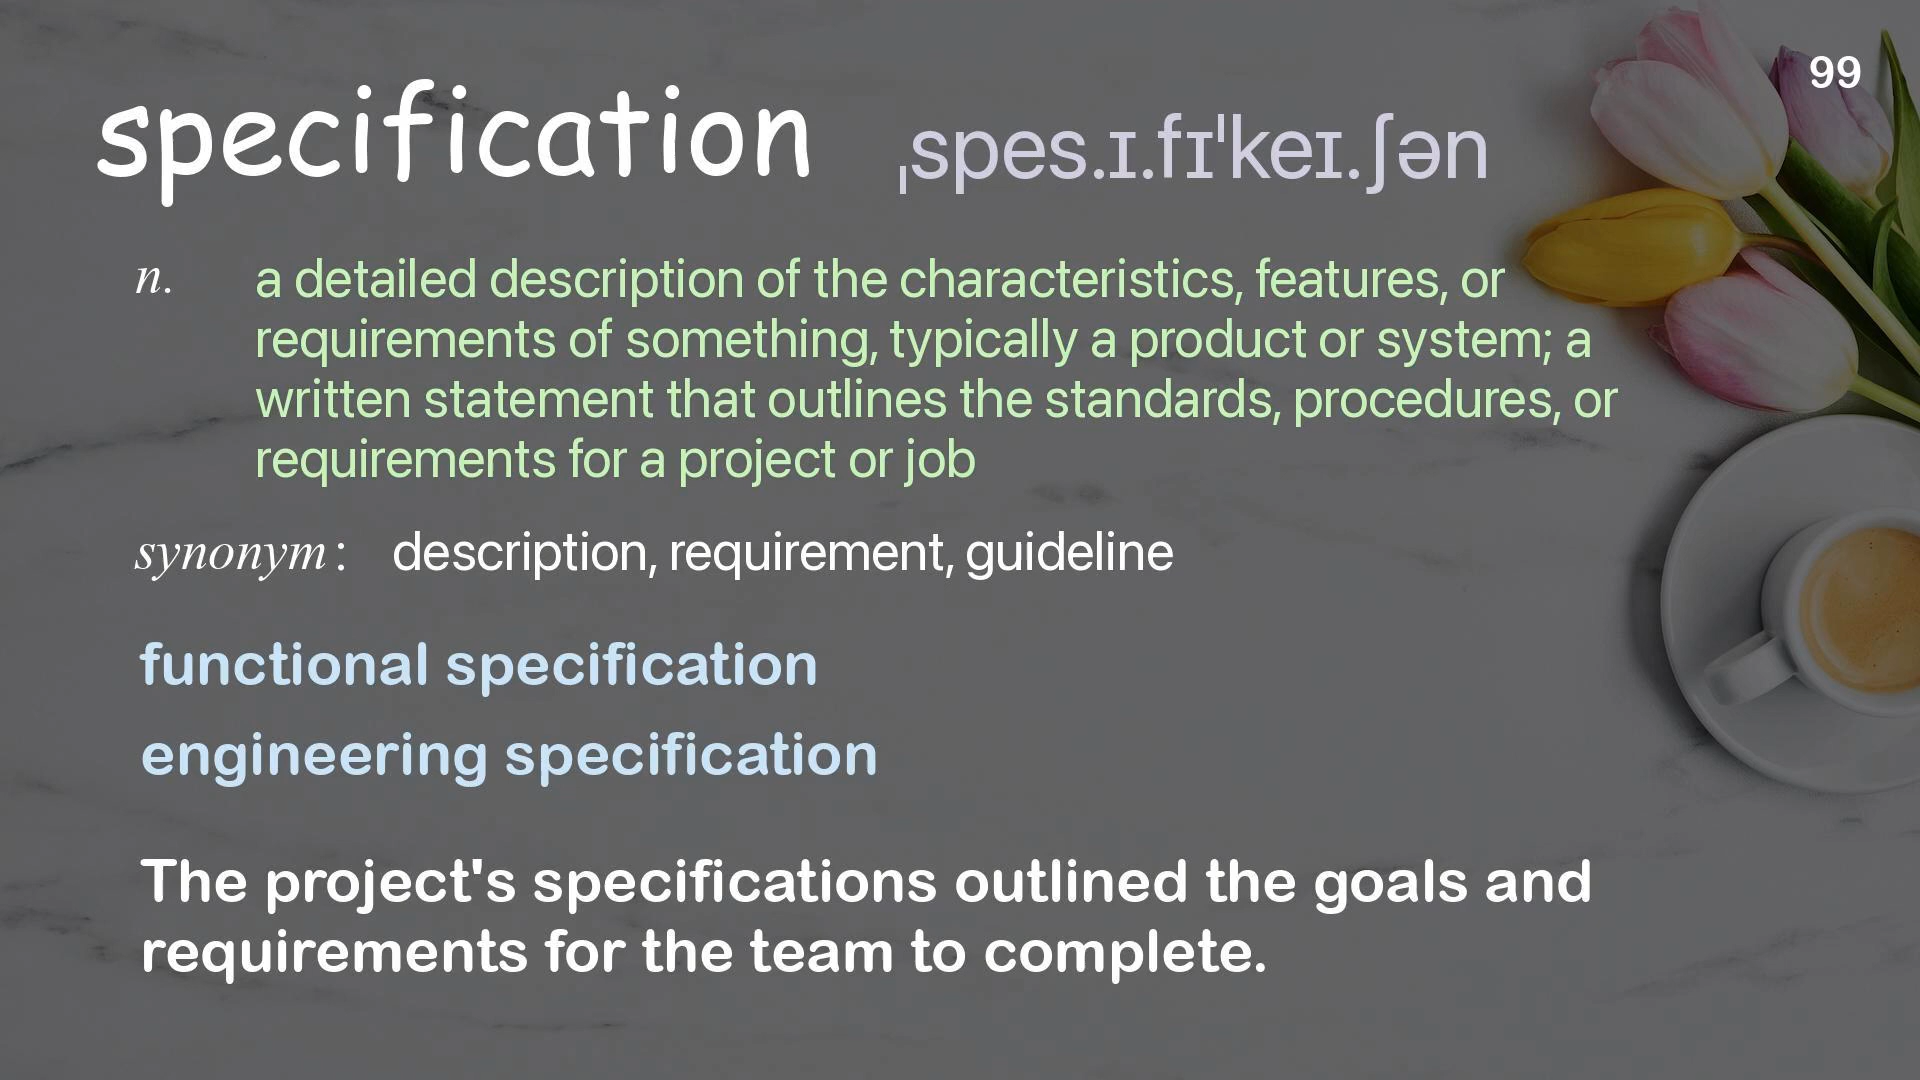 99
specification ˌspes.ɪ.fɪˈkeɪ.ʃən
n. a detailed description of the characteristics, features, or
requirements of something, typically a product or system; a
written statement that outlines the standards, procedures, or
requirements for a project or job
synonym: description, requirement, guideline
functional specification
engineering specification
The project's specifications outlined the goals and
requirements for the team to complete.